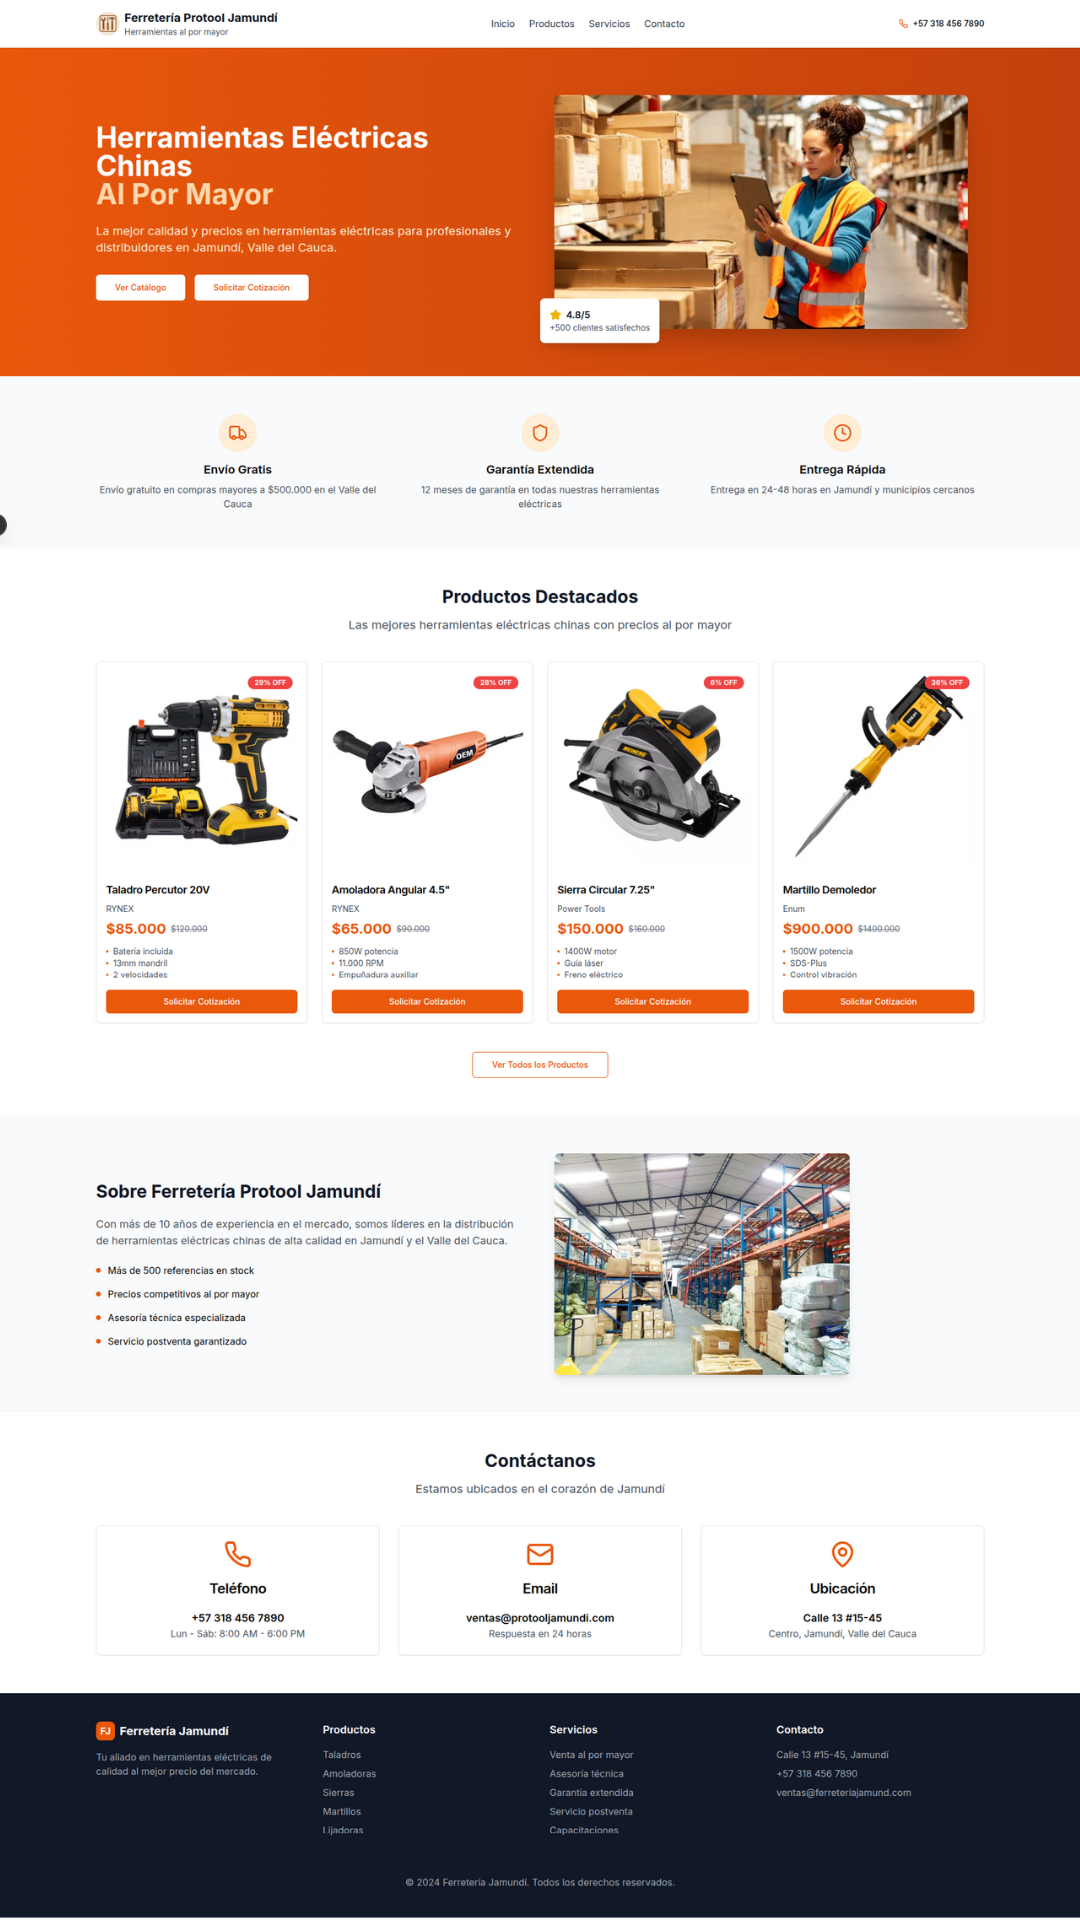 Ferretería Protool Jamundí
Herramientas al por mayor
Inicio
Productos
Servicios
Contacto
+57 318 456 7890
Herramientas Eléctricas
Chinas
Al Por Mayor
La mejor calidad y precios en herramientas eléctricas para profesionales y
distribuidores en Jamundí, Valle del Cauca.
Ver Catálogo
Solicitar Cotización
4.8/5
+500 clientes satisfechos
Envío Gratis
Envío gratuito en compras mayores a $500.000 en el Valle del
Cauca
Garantía Extendida
12 meses de garantía en todas nuestras herramientas
eléctricas
Entrega Rápida
Entrega en 24-48 horas en Jamundí y municipios cercanos
Productos Destacados
Las mejores herramientas eléctricas chinas con precios al por mayor
29% OFF
Taladro Percutor 20V
RYNEX
$85.000 $120.000
Batería incluida
13mm mandril
2 velocidades
Solicitar Cotización
28% OFF
OEM
Amoladora Angular 4.5"
RYNEX
$65.000 $90.000
850W potencia
11.000 RPM
Empuñadura auxiliar
Solicitar Cotización
6% OFF
Sierra Circular 7.25"
Power Tools
$150.000 $160.000
1400W motor
Guía láser
Freno eléctrico
Solicitar Cotización
36% OFF
Martillo Demoledor
Enum
$900.000 $1400.000
1500W potencia
SDS-Plus
Control vibración
Solicitar Cotización
Ver Todos los Productos
Sobre Ferretería Protool Jamundí
Con más de 10 años de experiencia en el mercado, somos líderes en la distribución
de herramientas eléctricas chinas de alta calidad en Jamundí y el Valle del Cauca.
Más de 500 referencias en stock
Precios competitivos al por mayor
Asesoría técnica especializada
Servicio postventa garantizado
Contáctanos
Estamos ubicados en el corazón de Jamundí
Teléfono
+57 318 456 7890
Lun - Sáb: 8:00 AM - 6:00 PM
Email
ventas@protooljamundi.com
Respuesta en 24 horas
Ubicación
Calle 13 #15-45
Centro, Jamundí, Valle del Cauca
FJ Ferretería Jamundí
Tu aliado en herramientas eléctricas de
calidad al mejor precio del mercado.
Productos
Taladros
Amoladoras
Sierras
Martillos
Lijadoras
Servicios
Venta al por mayor
Asesoría técnica
Garantía extendida
Servicio postventa
Capacitaciones
Contacto
Calle 13 #15-45, Jamundí
+57 318 456 7890
ventas@ferreteriajamund.com
© 2024 Ferretería Jamundí. Todos los derechos reservados.